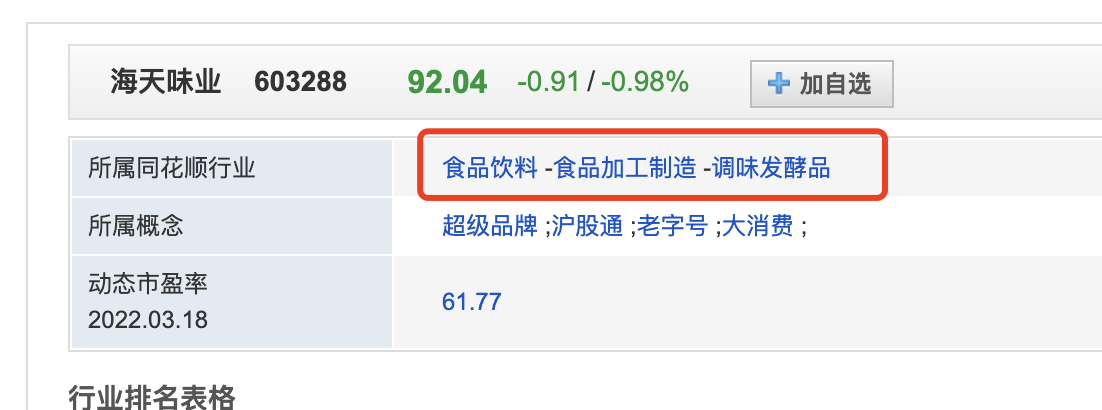 海天味业 603288 92.04 -0.91 / -0.98% 加自选
所属同花顺行业 食品饮料 -食品加工制造 -调味发酵品
所属概念 超级品牌 ;沪股通 ;老字号 ;大消费 ;
动态市盈率
2022.03.18 61.77
行业排名表格